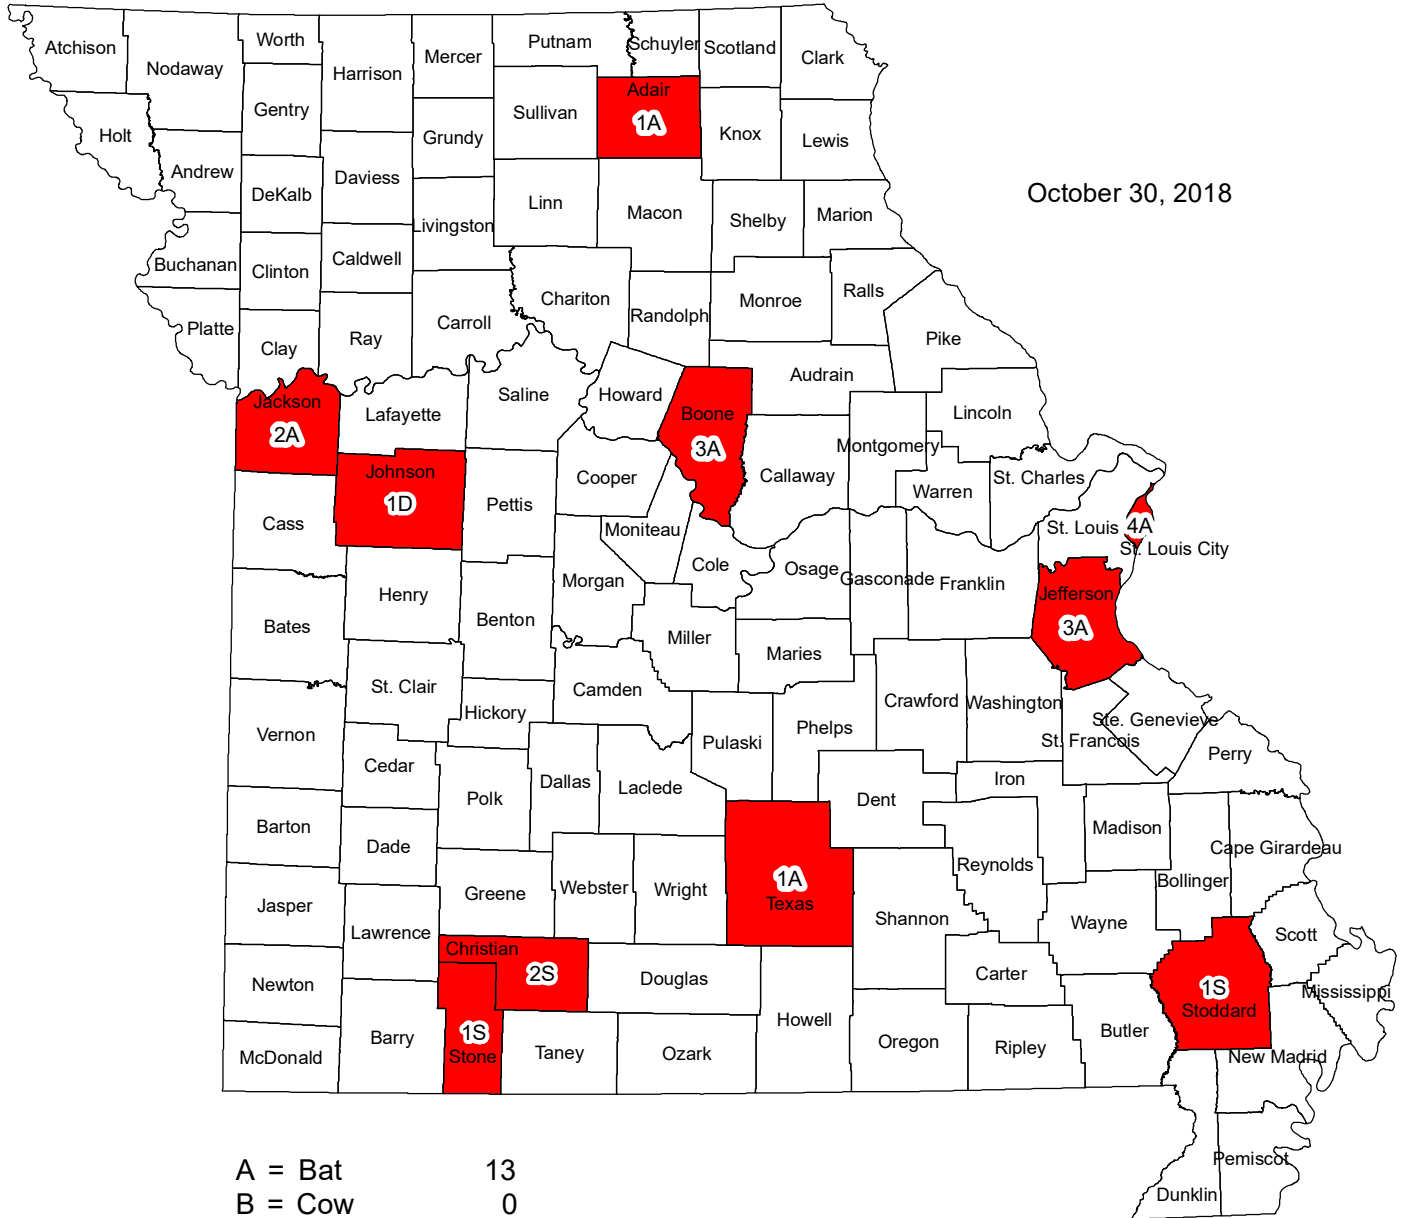 Atchison
Nodaway
Worth
Harrison
Mercer
Putnam
Schuyler
Scotland
Clark
Gentry
Sullivan
Adair
1A
Knox
Lewis
Holt
Andrew
DeKalb
Daviess
Grundy
Livingston
Linn
Macon
Shelby
Marion
October 30, 2018
Buchanan
Clinton
Caldwell
Chariton
Randolph
Monroe
Ralls
Platte
Clay
Ray
Carroll
Pike
Audrain
Jackson
2A
Lafayette
Saline
Howard
Boone
3A
Lincoln
Montgomery
Callaway
Johnson
1D
Pettis
Cooper
Warren
St. Charles
Cass
Moniteau
St. Louis
4A
St. Louis City
Henry
Morgan
Cole
Osage
Gasconade
Franklin
Jefferson
3A
Bates
Benton
Miller
Maries
St. Clair
Camden
Hickory
Crawford
Washington
Ste. Genevieve
St. Francois
Vernon
Pulaski
Phelps
Perry
Cedar
Polk
Dallas
Laclede
Dent
Iron
Barton
Dade
Madison
Cape Girardeau
Bollinger
Reynolds
Jasper
Greene
Webster
Wright
1A
Texas
Shannon
Wayne
Lawrence
Christian
2S
Scott
Newton
Douglas
Carter
1S
Stoddard
Mississippi
McDonald
Barry
1S
Stone
Taney
Ozark
Howell
Oregon
Ripley
Butler
New Madrid
Pemiscot
Dunklin
A = Bat 13
B = Cow 0